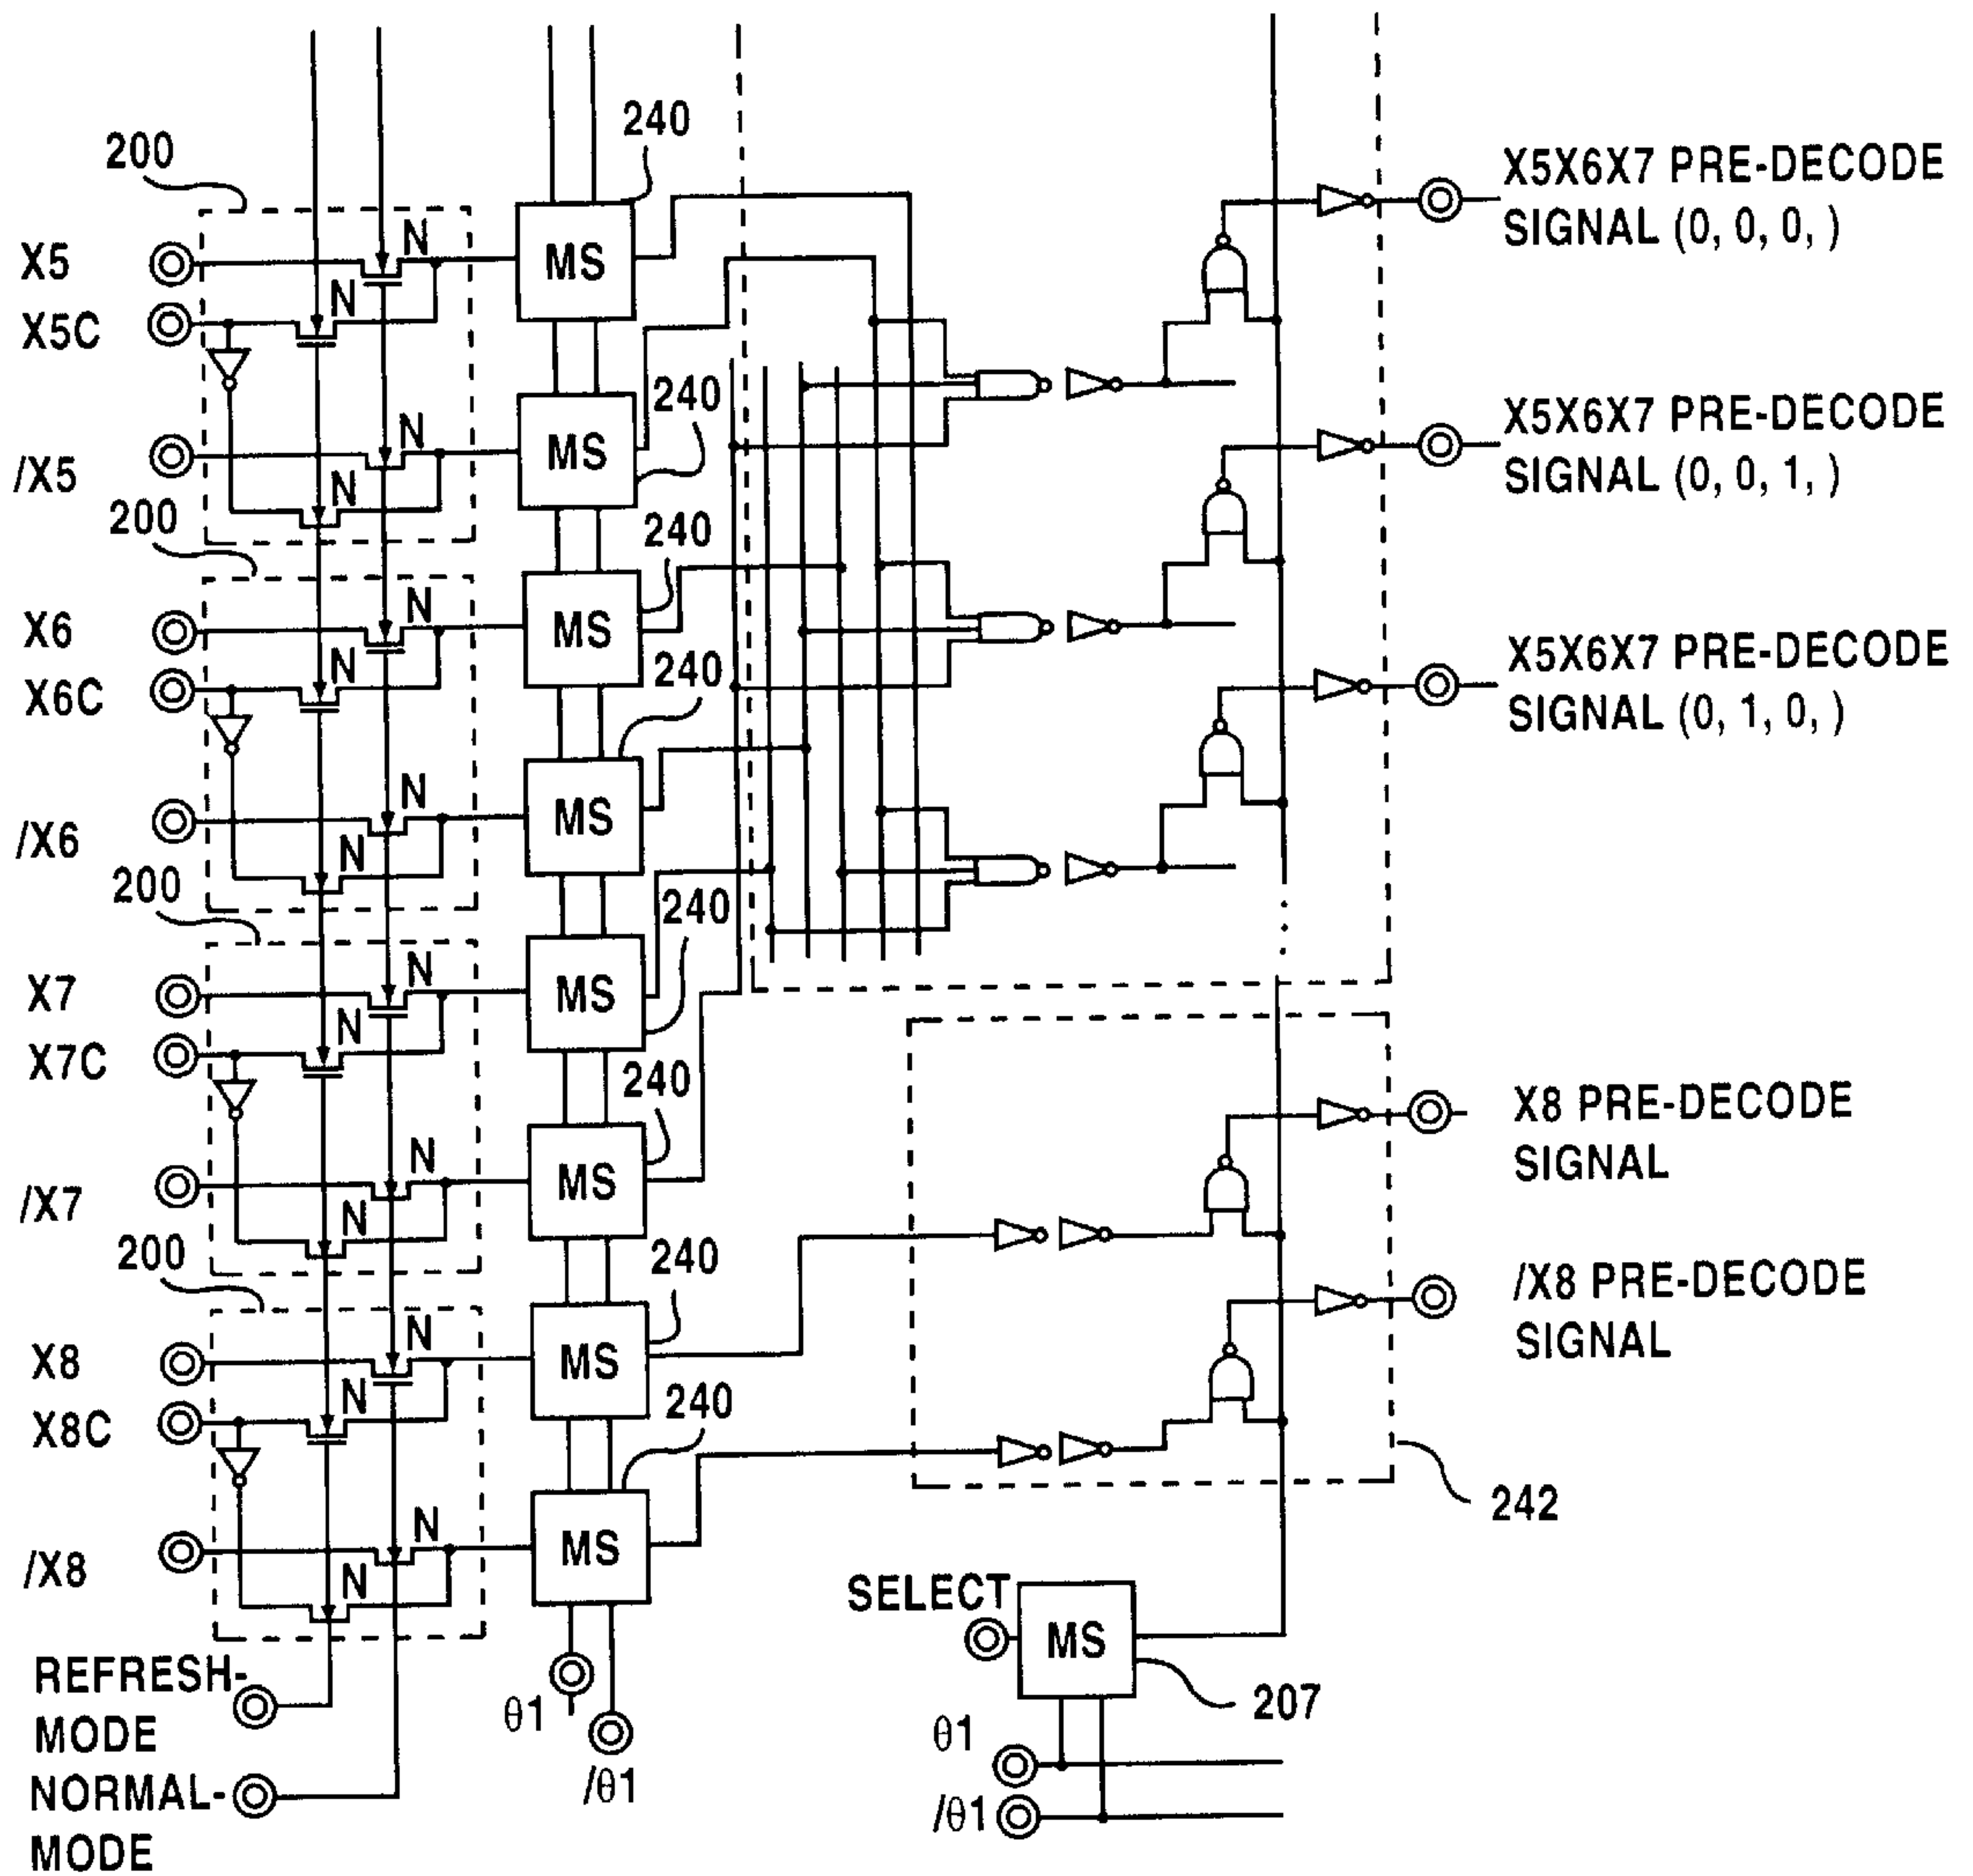 240
200
X5X6X7 PRE-DECODE
SIGNAL (0, 0, 0, )
X5
N
MS
X5C
N
240
X5X6X7 PRE-DECODE
SIGNAL (0, 0, 1, )
/X5
N
MS
N
200
240
X6
N
MS
X5X6X7 PRE-DECODE
SIGNAL (0, 1, 0, )
X6C
N
240
/X6
N
MS
N
200
240
X7
N
MS
X7C
N
240
X8 PRE-DECODE
SIGNAL
/X7
N
MS
N
200
240
/X8 PRE-DECODE
SIGNAL
X8
N
MS
X8C
N
240
242
/X8
N
MS
N
SELECT
MS
207
REFRESH-
MODE
θ1
/θ1
NORMAL-
MODE
θ1
/θ1